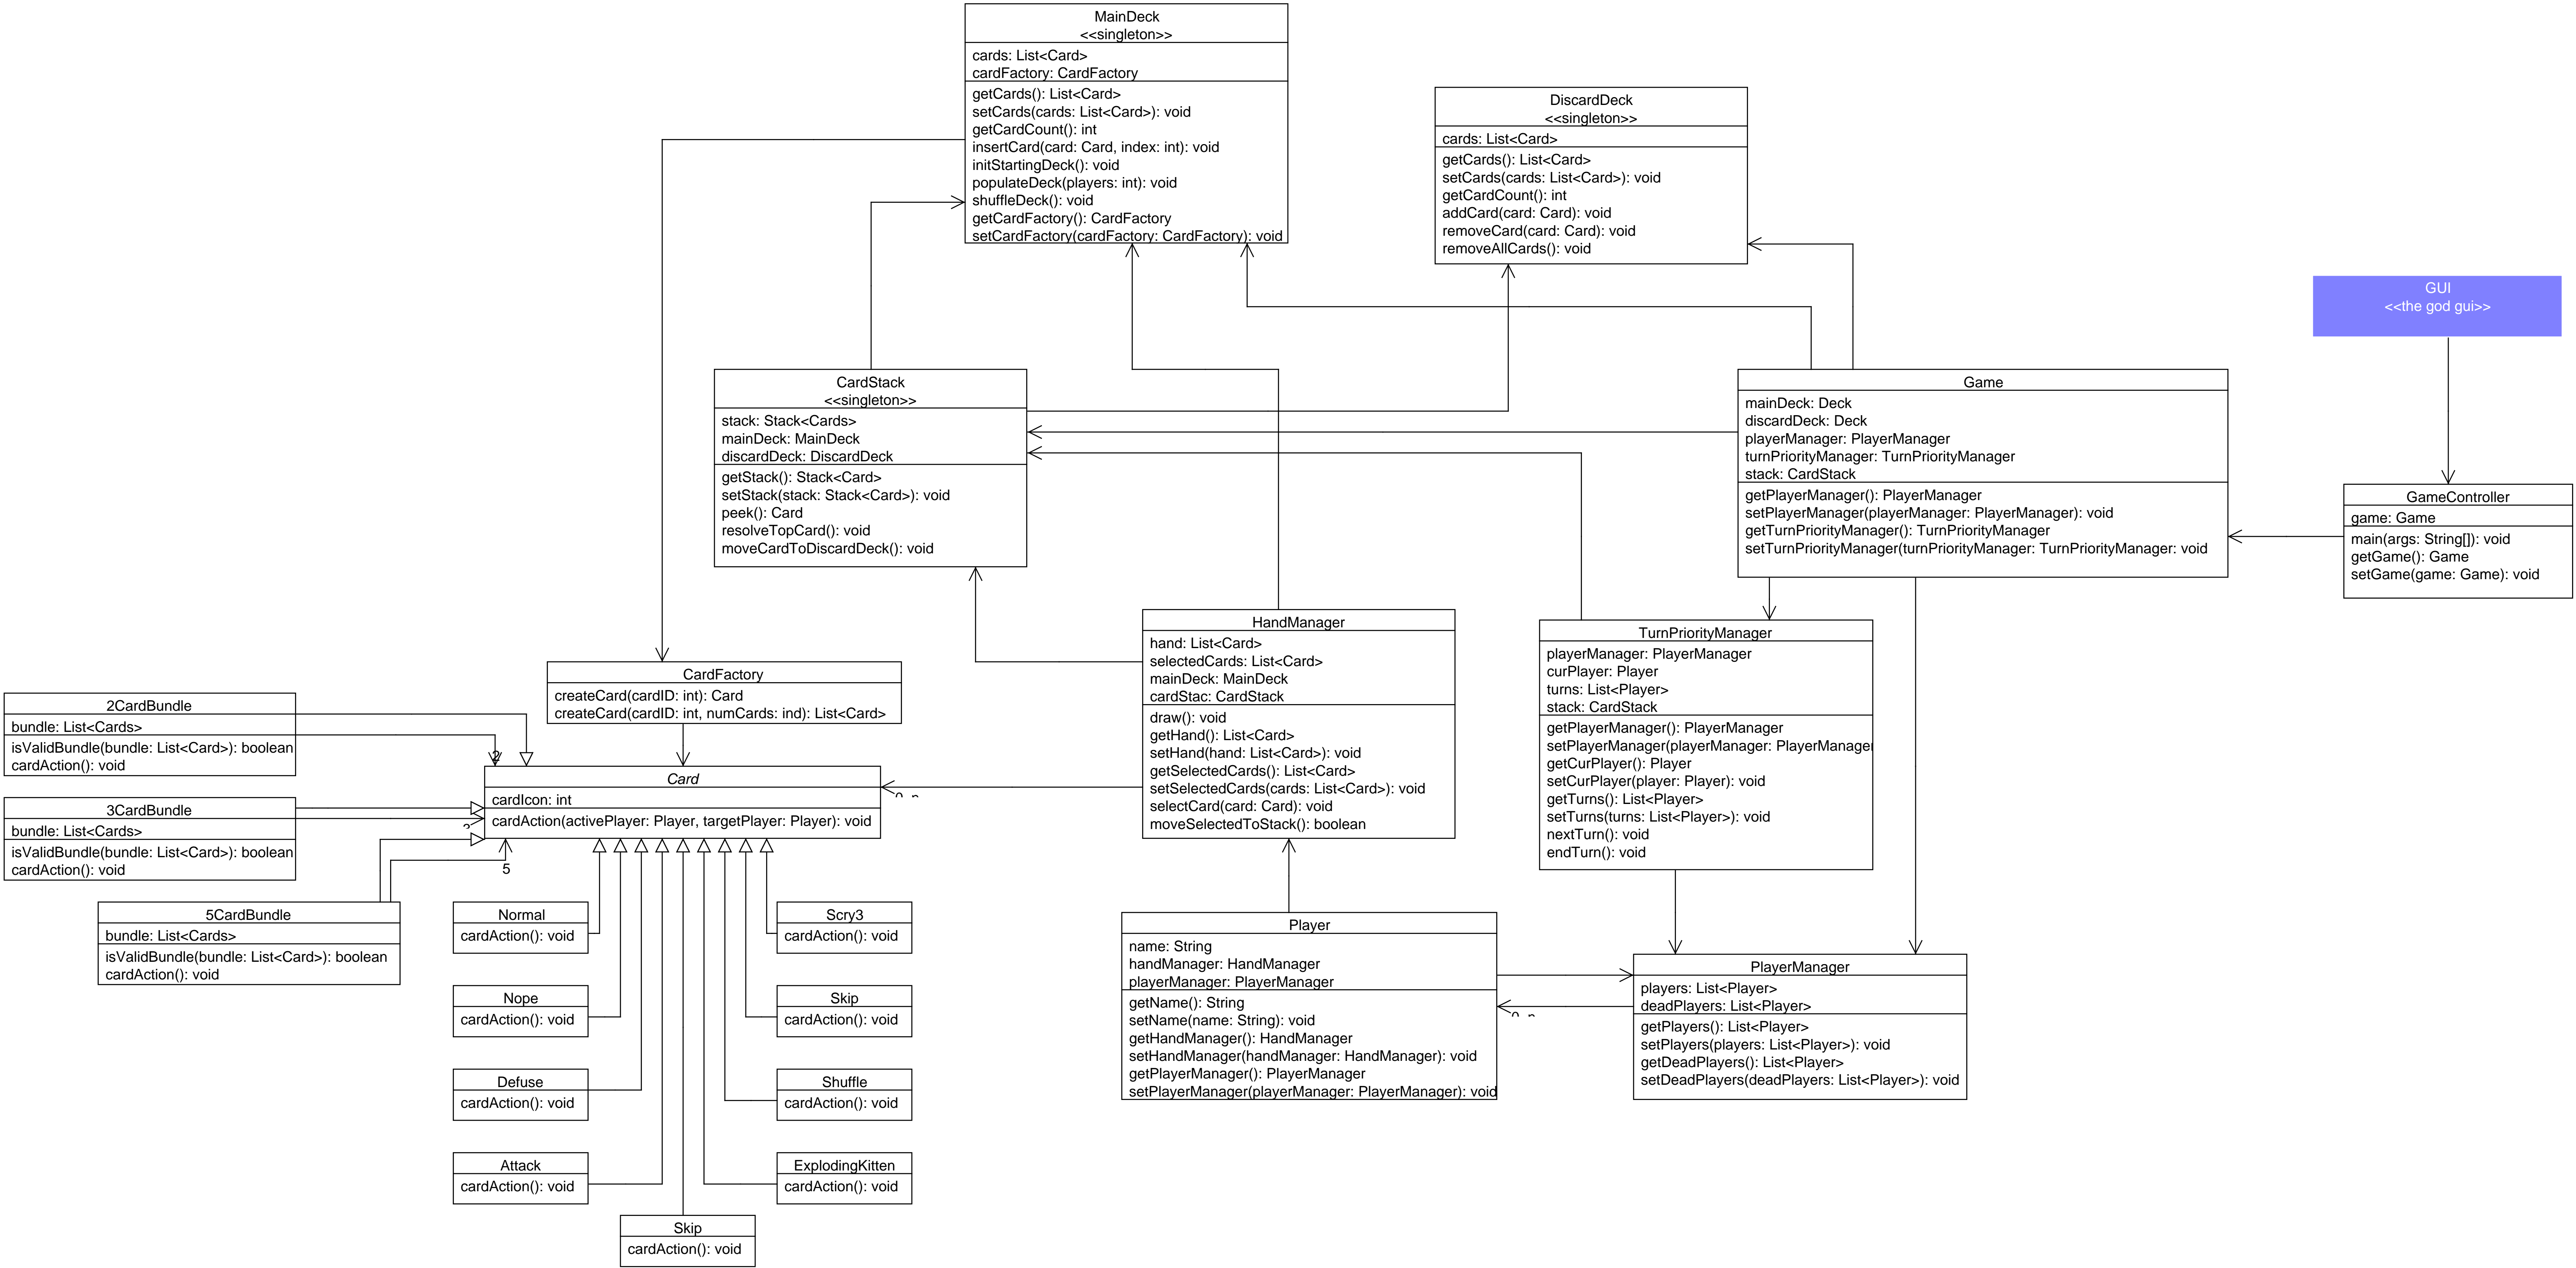 MainDeck
<<singleton>>
cards: List<Card>
cardFactory: CardFactory
getCards(): List<Card>
setCards(cards: List<Card>): void
getCardCount(): int
insertCard(card: Card, index: int): void
initStartingDeck(): void
populateDeck(players: int): void
shuffleDeck(): void
getCardFactory(): CardFactory
setCardFactory(cardFactory: CardFactory): void
DiscardDeck
<<singleton>>
cards: List<Card>
getCards(): List<Card>
setCards(cards: List<Card>): void
getCardCount(): int
addCard(card: Card): void
removeCard(card: Card): void
removeAllCards(): void
GUI
<<the god gui>>
CardStack
<<singleton>>
stack: Stack<Cards>
mainDeck: MainDeck
discardDeck: DiscardDeck
getStack(): Stack<Card>
setStack(stack: Stack<Card>): void
peek(): Card
resolveTopCard(): void
moveCardToDiscardDeck(): void
Game
mainDeck: Deck
discardDeck: Deck
playerManager: PlayerManager
turnPriorityManager: TurnPriorityManager
stack: CardStack
getPlayerManager(): PlayerManager
setPlayerManager(playerManager: PlayerManager): void
getTurnPriorityManager(): TurnPriorityManager
setTurnPriorityManager(turnPriorityManager: TurnPriorityManager: void
GameController
game: Game
main(args: String[]): void
getGame(): Game
setGame(game: Game): void
HandManager
hand: List<Card>
selectedCards: List<Card>
mainDeck: MainDeck
cardStac: CardStack
draw(): void
getHand(): List<Card>
setHand(hand: List<Card>): void
getSelectedCards(): List<Card>
setSelectedCards(cards: List<Card>): void
selectCard(card: Card): void
moveSelectedToStack(): boolean
TurnPriorityManager
playerManager: PlayerManager
curPlayer: Player
turns: List<Player>
stack: CardStack
getPlayerManager(): PlayerManager
setPlayerManager(playerManager: PlayerManager
getCurPlayer(): Player
setCurPlayer(player: Player): void
getTurns(): List<Player>
setTurns(turns: List<Player>): void
nextTurn(): void
endTurn(): void
CardFactory
createCard(cardID: int): Card
createCard(cardID: int, numCards: ind): List<Card>
2CardBundle
bundle: List<Cards>
isValidBundle(bundle: List<Card>): boolean
cardAction(): void
2
3CardBundle
bundle: List<Cards>
isValidBundle(bundle: List<Card>): boolean
cardAction(): void
Card
cardIcon: int
cardAction(activePlayer: Player, targetPlayer: Player): void
5
5CardBundle
bundle: List<Cards>
isValidBundle(bundle: List<Card>): boolean
cardAction(): void
Normal
cardAction(): void
Scry3
cardAction(): void
Nope
cardAction(): void
Skip
cardAction(): void
Defuse
cardAction(): void
Shuffle
cardAction(): void
Attack
cardAction(): void
ExplodingKitten
cardAction(): void
Skip
cardAction(): void
Player
name: String
handManager: HandManager
playerManager: PlayerManager
getName(): String
setName(name: String): void
getHandManager(): HandManager
setHandManager(handManager: HandManager): void
getPlayerManager(): PlayerManager
setPlayerManager(playerManager: PlayerManager): void
PlayerManager
players: List<Player>
deadPlayers: List<Player>
getPlayers(): List<Player>
setPlayers(players: List<Player>): void
getDeadPlayers(): List<Player>
setDeadPlayers(deadPlayers: List<Player>): void